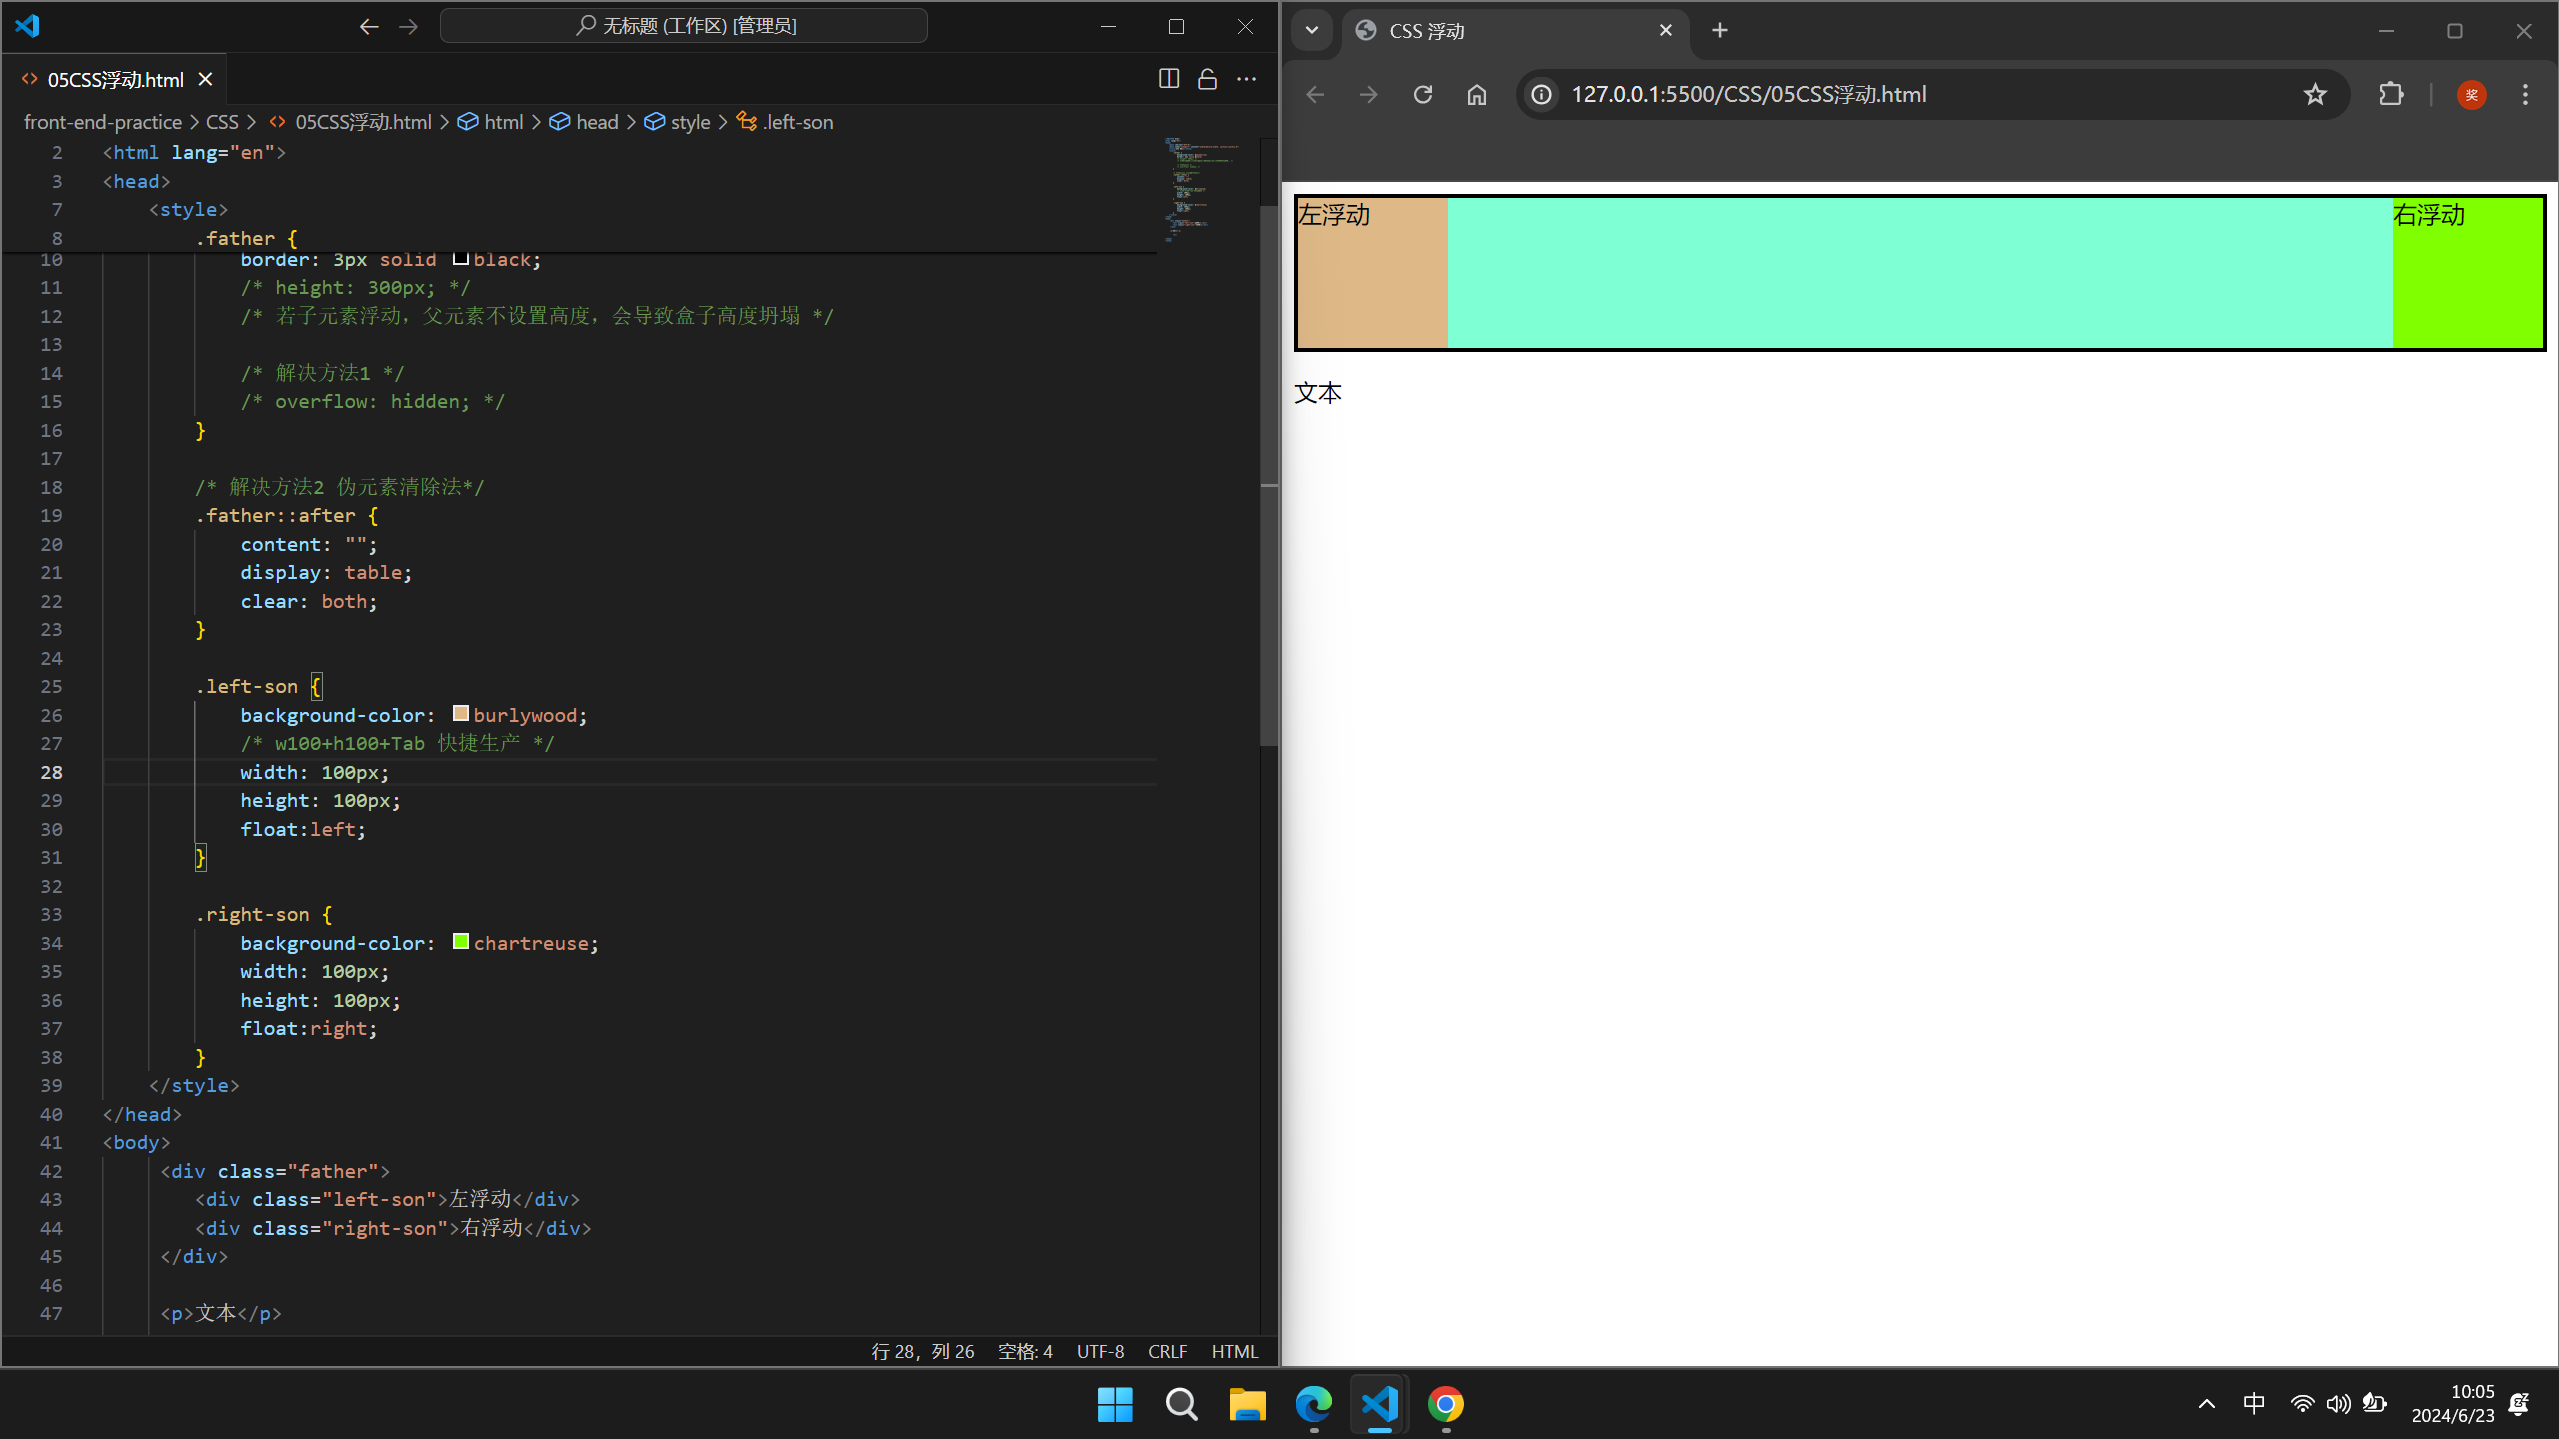 无标题 (工作区) [管理员]
05CSS浮动.html
front-end-practice > CSS > 05CSS浮动.html > html > head > style > .left-son
2 <html lang="en">
3 <head>
7 <style>
8 .father {
10 border: 3px solid black;
11 /* height: 300px; */
12 /* 若子元素浮动，父元素不设置高度，会导致盒子高度坍塌 */
13
14 /* 解决方法1 */
15 /* overflow: hidden; */
16 }
17
18 /* 解决方法2 伪元素清除法*/
19 .father::after {
20 content: "";
21 display: table;
22 clear: both;
23 }
24
25 .left-son {
26 background-color: burlywood;
27 /* w100+h100+Tab 快捷生产 */
28 width: 100px;
29 height: 100px;
30 float:left;
31 }
32
33 .right-son {
34 background-color: chartreuse;
35 width: 100px;
36 height: 100px;
37 float:right;
38 }
39 </style>
40 </head>
41 <body>
42 <div class="father">
43 <div class="left-son">左浮动</div>
44 <div class="right-son">右浮动</div>
45 </div>
46
47 <p>文本</p>
行 28，列 26 空格: 4 UTF-8 CRLF HTML
CSS 浮动
127.0.0.1:5500/CSS/05CSS浮动.html
奖
左浮动
右浮动
文本
中
10:05
2024/6/23